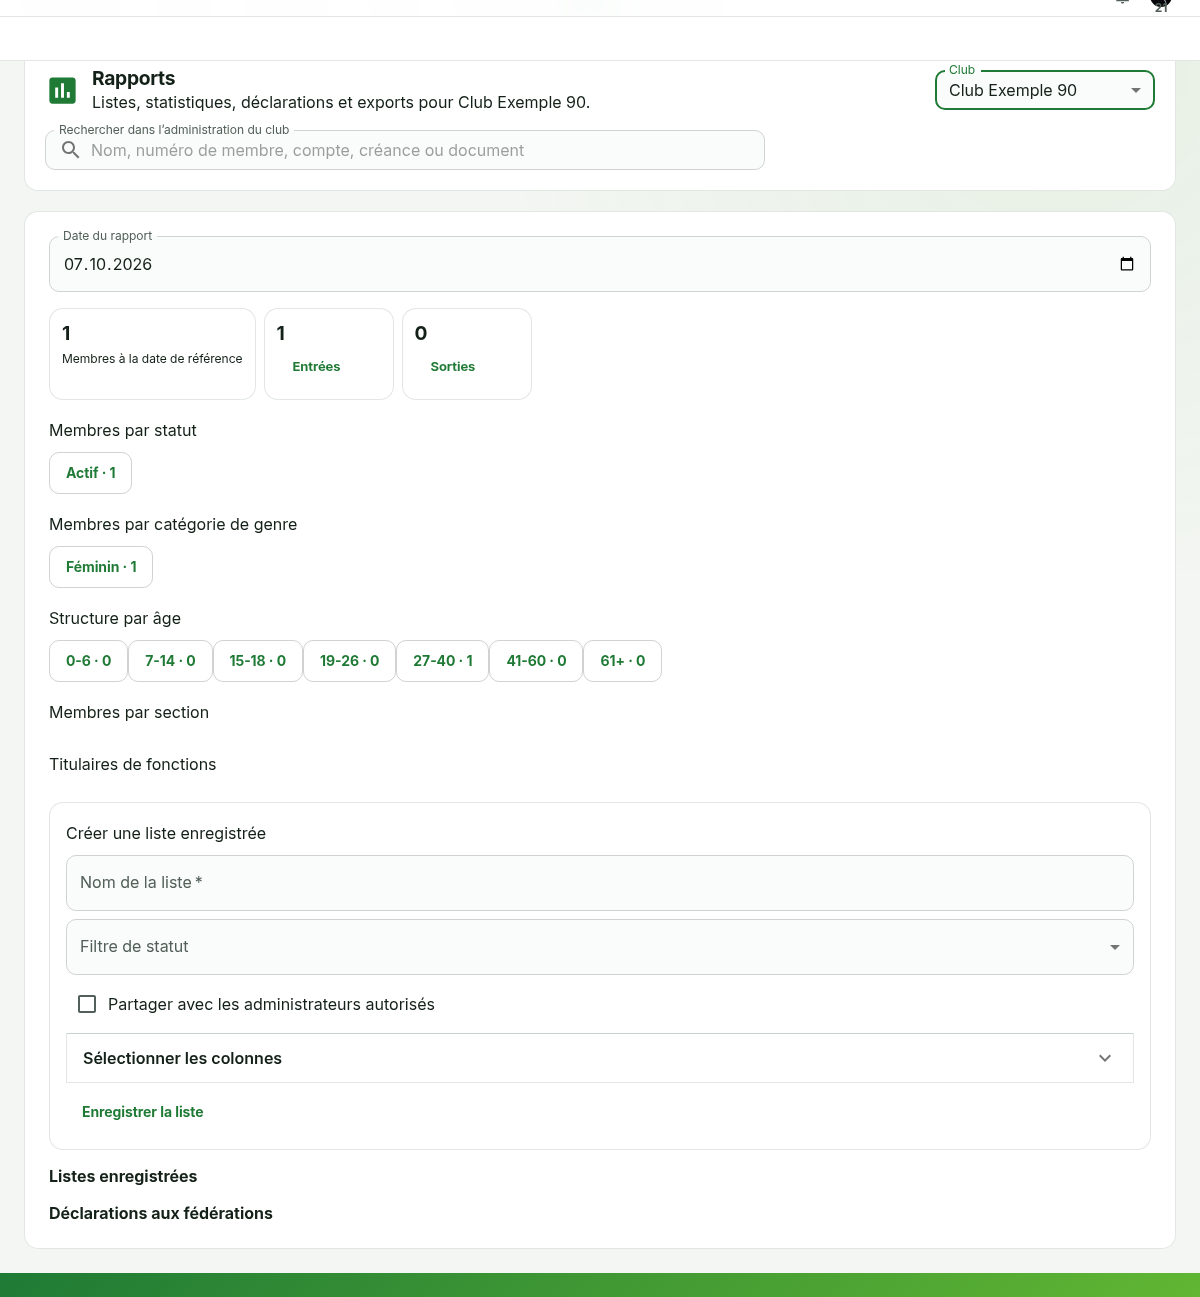 21
Rapports
Listes, statistiques, déclarations et exports pour Club Exemple 90.
Club
Club Exemple 90
Rechercher dans l’administration du club
Nom, numéro de membre, compte, créance ou document
Date du rapport
07.10.2026
1
Membres à la date de référence
1
Entrées
0
Sorties
Membres par statut
Actif · 1
Membres par catégorie de genre
Féminin · 1
Structure par âge
0-6 · 0
7-14 · 0
15-18 · 0
19-26 · 0
27-40 · 1
41-60 · 0
61+ · 0
Membres par section
Titulaires de fonctions
Créer une liste enregistrée
Nom de la liste *
Filtre de statut
Partager avec les administrateurs autorisés
Sélectionner les colonnes
Enregistrer la liste
Listes enregistrées
Déclarations aux fédérations